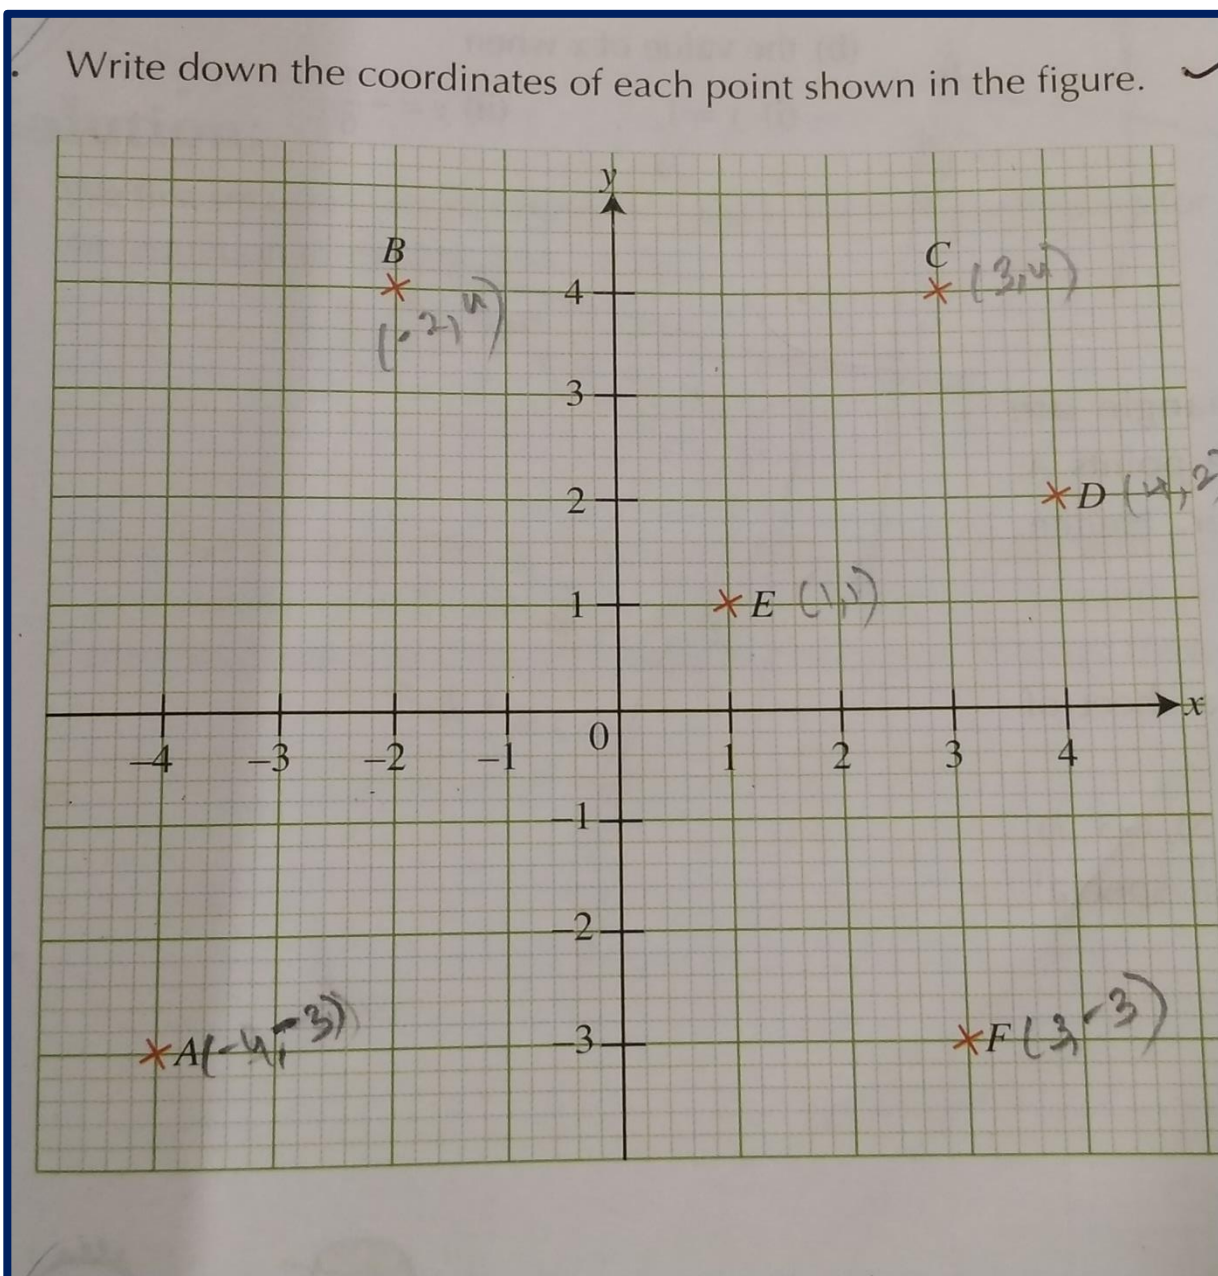 Write down the coordinates of each point shown in the figure.
y
B
C (3,4)
4
(-2,4)
3
2
D (4,2)
1
E (1,1)
x
0
–4 –3 –2 –1 1 2 3 4
–1
–2
A(-4,-3)
–3
F (3,-3)